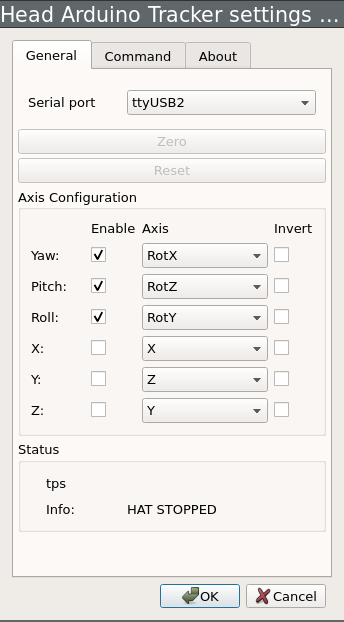 Head Arduino Tracker settings ...
General Command About
Serial port ttyUSB2
Zero
Reset
Axis Configuration
Enable Axis Invert
Yaw: RotX
Pitch: RotZ
Roll: RotY
X: X
Y: Z
Z: Y
Status
tps
Info: HAT STOPPED
OK Cancel